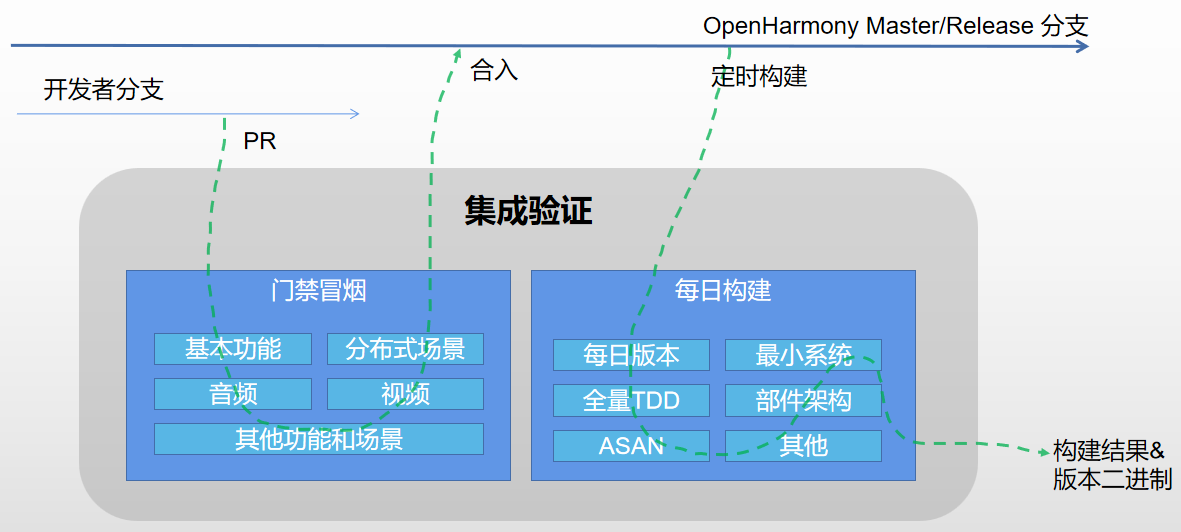 OpenHarmony Master/Release 分支
开发者分支
合入
定时构建
PR
集成验证
门禁冒烟
基本功能
分布式场景
音频
视频
其他功能和场景
每日构建
每日版本
最小系统
全量TDD
部件架构
ASAN
其他
构建结果&
版本二进制